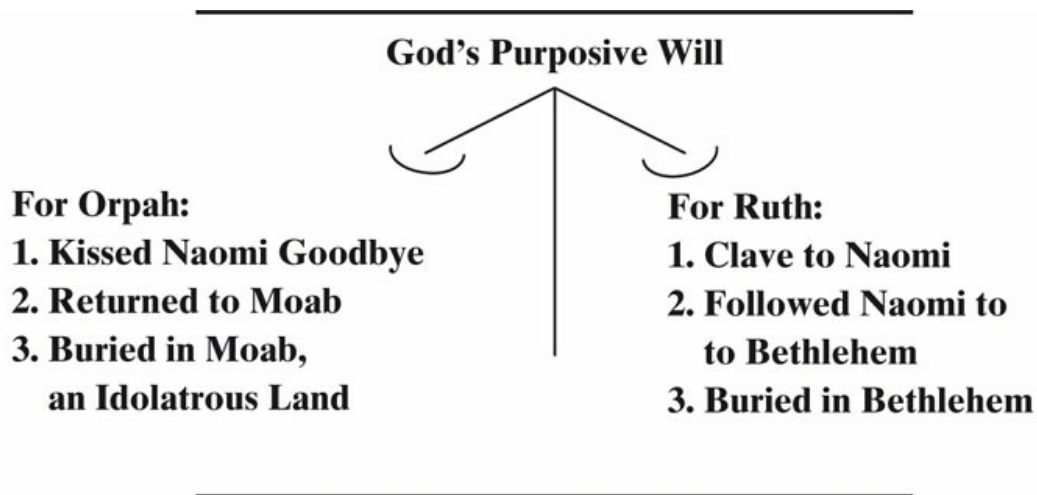 God's Purposive Will
For Orpah:
1. Kissed Naomi Goodbye
2. Returned to Moab
3. Buried in Moab,
an Idolatrous Land
For Ruth:
1. Clave to Naomi
2. Followed Naomi to
to Bethlehem
3. Buried in Bethlehem